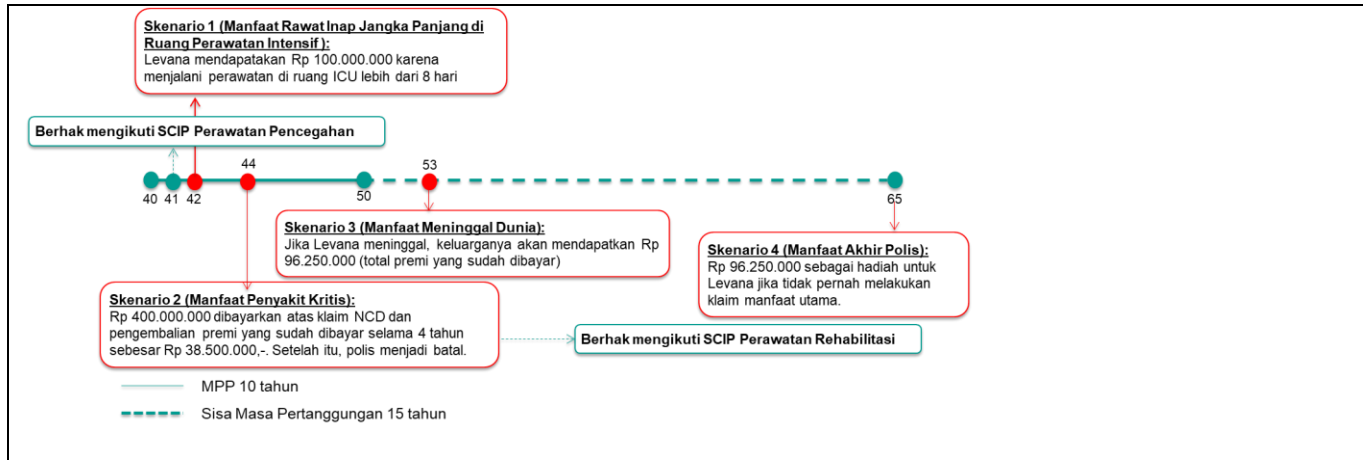 Skenario 1 (Manfaat Rawat Inap Jangka Panjang di
Ruang Perawatan Intensif ):
Levana mendapatakan Rp 100.000.000 karena
menjalani perawatan di ruang ICU lebih dari 8 hari
Berhak mengikuti SCIP Perawatan Pencegahan
44
53
40 41 42
50
65
Skenario 3 (Manfaat Meninggal Dunia):
Jika Levana meninggal, keluarganya akan mendapatkan Rp
96.250.000 (total premi yang sudah dibayar)
Skenario 4 (Manfaat Akhir Polis):
Rp 96.250.000 sebagai hadiah untuk
Levana jika tidak pernah melakukan
klaim manfaat utama.
Skenario 2 (Manfaat Penyakit Kritis):
Rp 400.000.000 dibayarkan atas klaim NCD dan
pengembalian premi yang sudah dibayar selama 4 tahun
sebesar Rp 38.500.000,-. Setelah itu, polis menjadi batal.
Berhak mengikuti SCIP Perawatan Rehabilitasi
MPP 10 tahun
Sisa Masa Pertanggungan 15 tahun